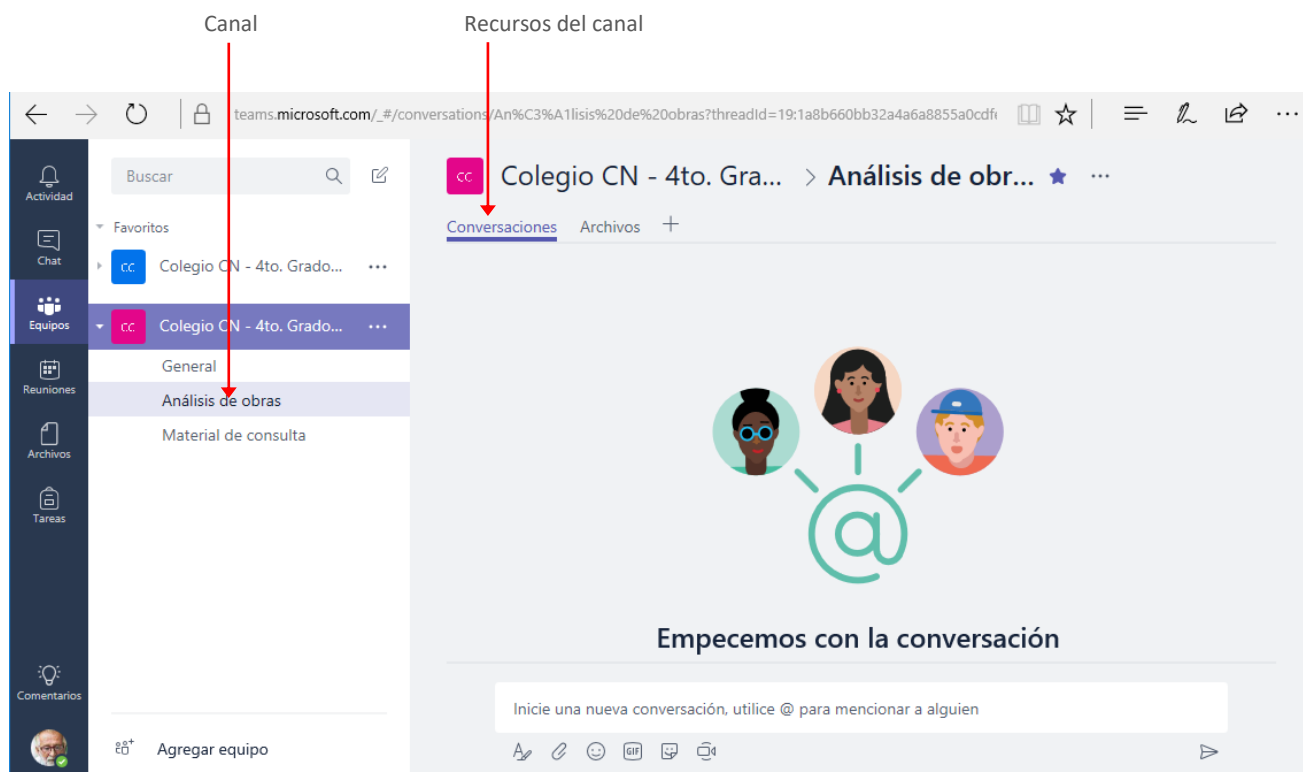 Canal
Recursos del canal
teams.microsoft.com/_#/conversations/An%C3%A1lisis%20de%20obras?threadId=19:1a8b660bb32a4a6a8855a0cdf
Actividad
Chat
Equipos
Reuniones
Archivos
Tareas
Comentarios
Buscar
Favoritos
CC Colegio CN - 4to. Grado... ...
CC Colegio CN - 4to. Grado... ...
General
Análisis de obras
Material de consulta
Agregar equipo
CC Colegio CN - 4to. Gra... > Análisis de obr... ...
Conversaciones Archivos +
@
Empecemos con la conversación
Inicie una nueva conversación, utilice @ para mencionar a alguien
GIF